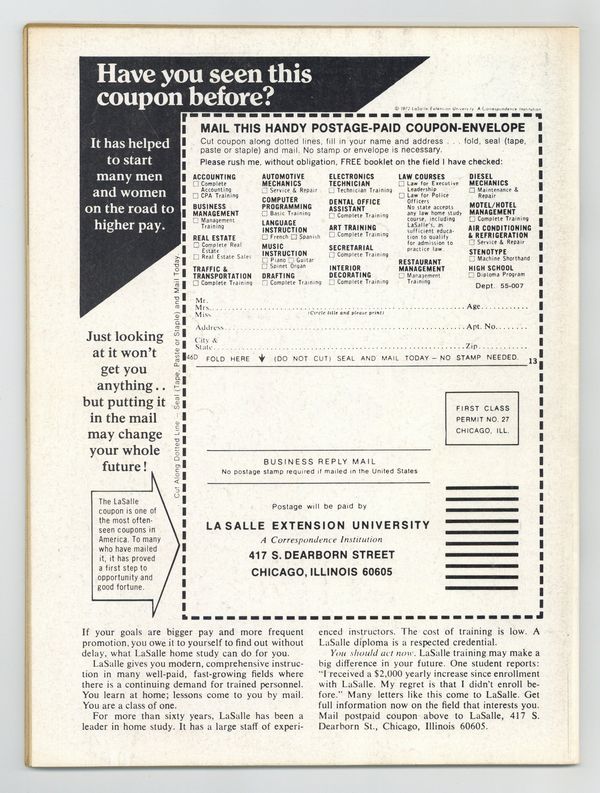 Have you seen this
coupon before?
It has helped
to start
many men
and women
on the road to
higher pay.
© 1972 LaSalle Extension University A Correspondence Institution
MAIL THIS HANDY POSTAGE-PAID COUPON-ENVELOPE
Cut coupon along dotted lines, fill in your name and address . . . fold, seal (tape,
paste or staple) and mail. No stamp or envelope is necessary.
Please rush me, without obligation, FREE booklet on the field I have checked:
ACCOUNTING
☐ Complete
Accounting
☐ CPA Training
BUSINESS
MANAGEMENT
☐ Management
Training
REAL ESTATE
☐ Complete Real
Estate
☐ Real Estate Sales
TRAFFIC &
TRANSPORTATION
☐ Complete Training
AUTOMOTIVE
MECHANICS
☐ Service & Repair
COMPUTER
PROGRAMMING
☐ Basic Training
LANGUAGE
INSTRUCTION
☐ French ☐ Spanish
MUSIC
INSTRUCTION
☐ Piano ☐ Guitar
☐ Spinet Organ
DRAFTING
☐ Complete Training
ELECTRONICS
TECHNICIAN
☐ Complete Training
DENTAL OFFICE
ASSISTANT
☐ Complete Training
ART TRAINING
☐ Complete Training
SECRETARIAL
☐ Complete Training
INTERIOR
DECORATING
☐ Complete Training
LAW COURSES
☐ Law for Executive
Leadership
☐ Law for Police
Officers
No state accepts
any law home study
course, including
LaSalle's, as
sufficient educa-
tion to qualify
for admission to
practice law.
RESTAURANT
MANAGEMENT
☐ Management
Training
DIESEL
MECHANICS
☐ Maintenance &
Repair
MOTEL/HOTEL
MANAGEMENT
☐ Complete Training
AIR CONDITIONING
& REFRIGERATION
☐ Service & Repair
STENOTYPE
☐ Machine Shorthand
HIGH SCHOOL
☐ Diploma Program
Dept. 55-007
Mr.
Mrs.
Miss
Age
(Circle title and please print)
Address
Apt. No.
City &
State
Zip
46D FOLD HERE (DO NOT CUT) SEAL AND MAIL TODAY – NO STAMP NEEDED. 13
Cut Along Dotted Line – Seal (Tape, Paste or Staple) and Mail Today.
Just looking
at it won't
get you
anything . .
but putting it
in the mail
may change
your whole
future!
The LaSalle
coupon is one of
the most often-
seen coupons in
America. To many
who have mailed
it, it has proved
a first step to
opportunity and
good fortune.
FIRST CLASS
PERMIT NO. 27
CHICAGO, ILL.
BUSINESS REPLY MAIL
No postage stamp required if mailed in the United States
Postage will be paid by
LA SALLE EXTENSION UNIVERSITY
A Correspondence Institution
417 S. DEARBORN STREET
CHICAGO, ILLINOIS 60605
If your goals are bigger pay and more frequent
promotion, you owe it to yourself to find out without
delay, what LaSalle home study can do for you.
LaSalle gives you modern, comprehensive instruc-
tion in many well-paid, fast-growing fields where
there is a continuing demand for trained personnel.
You learn at home; lessons come to you by mail.
You are a class of one.
For more than sixty years, LaSalle has been a
leader in home study. It has a large staff of experi-
enced instructors. The cost of training is low. A
LaSalle diploma is a respected credential.
You should act now. LaSalle training may make a
big difference in your future. One student reports:
"I received a $2,000 yearly increase since enrollment
with LaSalle. My regret is that I didn't enroll be-
fore." Many letters like this come to LaSalle. Get
full information now on the field that interests you.
Mail postpaid coupon above to LaSalle, 417 S.
Dearborn St., Chicago, Illinois 60605.